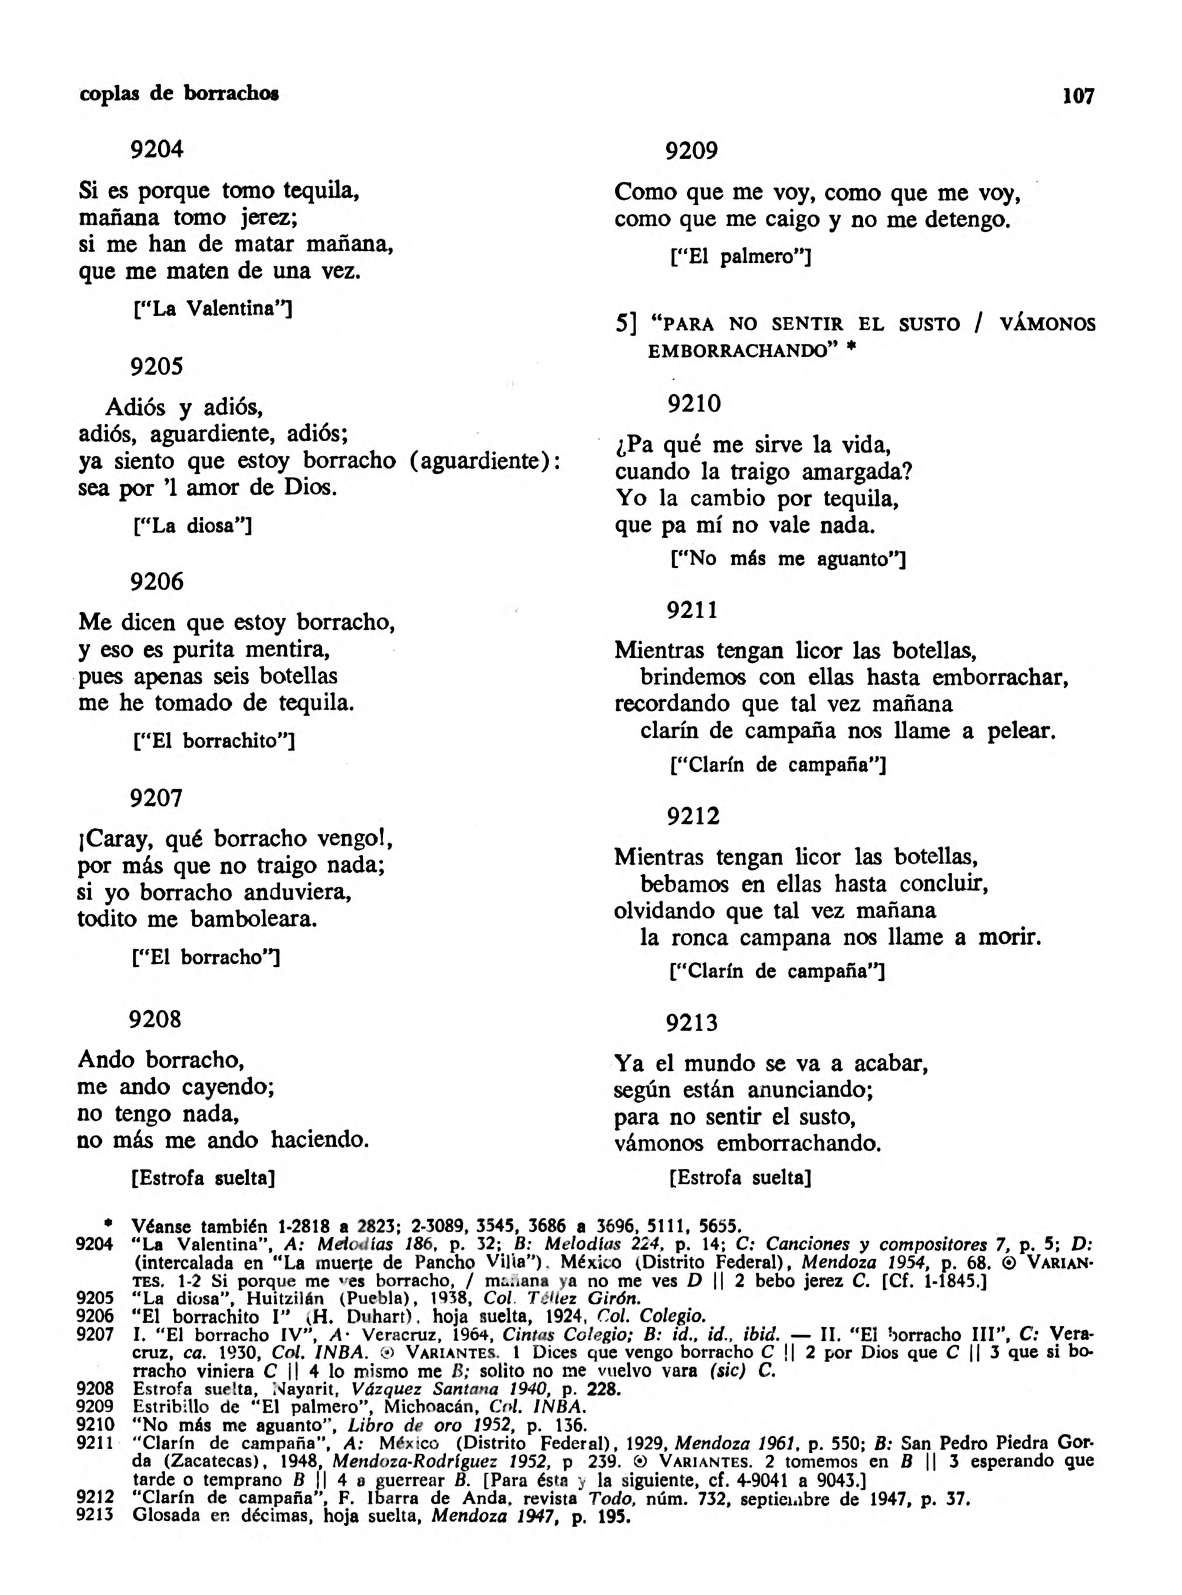 coplas de borrachos
107
9204
Si es porque tomo tequila,
mañana tomo jerez;
si me han de matar mañana,
que me maten de una vez.
["La Valentina"]
9205
Adiós y adiós,
adiós, aguardiente, adiós;
ya siento que estoy borracho (aguardiente):
sea por 'l amor de Dios.
["La diosa"]
9206
Me dicen que estoy borracho,
y eso es purita mentira,
pues apenas seis botellas
me he tomado de tequila.
["El borrachito"]
9207
¡Caray, qué borracho vengo!,
por más que no traigo nada;
si yo borracho anduviera,
todito me bamboleara.
["El borracho"]
9208
Ando borracho,
me ando cayendo;
no tengo nada,
no más me ando haciendo.
[Estrofa suelta]
9209
Como que me voy, como que me voy,
como que me caigo y no me detengo.
["El palmero"]
5] "PARA NO SENTIR EL SUSTO / VÁMONOS
EMBORRACHANDO" *
9210
¿Pa qué me sirve la vida,
cuando la traigo amargada?
Yo la cambio por tequila,
que pa mí no vale nada.
["No más me aguanto"]
9211
Mientras tengan licor las botellas,
brindemos con ellas hasta emborrachar,
recordando que tal vez mañana
clarín de campaña nos llame a pelear.
["Clarín de campaña"]
9212
Mientras tengan licor las botellas,
bebamos en ellas hasta concluir,
olvidando que tal vez mañana
la ronca campana nos llame a morir.
["Clarín de campaña"]
9213
Ya el mundo se va a acabar,
según están anunciando;
para no sentir el susto,
vámonos emborrachando.
[Estrofa suelta]
* Véanse también 1-2818 a 2823; 2-3089, 3545, 3686 a 3696, 5111, 5655.
9204 "La Valentina", A: Melodías 186, p. 32; B: Melodías 224, p. 14; C: Canciones y compositores 7, p. 5; D:
(intercalada en "La muerte de Pancho Villa"). México (Distrito Federal), Mendoza 1954, p. 68. ⊙ VARIAN-
TES. 1-2 Si porque me ves borracho, / mañana ya no me ves D || 2 bebo jerez C. [Cf. 1-1845.]
9205 "La diosa", Huitzilán (Puebla), 1938, Col. Téllez Girón.
9206 "El borrachito I" (H. Duhart). hoja suelta, 1924, Col. Colegio.
9207 I. "El borracho IV", A: Veracruz, 1964, Cintas Colegio; B: id., id., ibid. — II. "El borracho III", C: Vera-
cruz, ca. 1930, Col. INBA. ⊙ VARIANTES. 1 Dices que vengo borracho C || 2 por Dios que C || 3 que si bo-
rracho viniera C || 4 lo mismo me B; solito no me vuelvo vara (sic) C.
9208 Estrofa suelta, Nayarit, Vázquez Santana 1940, p. 228.
9209 Estribillo de "El palmero", Michoacán, Col. INBA.
9210 "No más me aguanto", Libro de oro 1952, p. 136.
9211 "Clarín de campaña", A: México (Distrito Federal), 1929, Mendoza 1961, p. 550; B: San Pedro Piedra Gor-
da (Zacatecas), 1948, Mendoza-Rodríguez 1952, p 239. ⊙ VARIANTES. 2 tomemos en B || 3 esperando que
tarde o temprano B || 4 a guerrear B. [Para ésta y la siguiente, cf. 4-9041 a 9043.]
9212 "Clarín de campaña", F. Ibarra de Anda, revista Todo, núm. 732, septiembre de 1947, p. 37.
9213 Glosada en décimas, hoja suelta, Mendoza 1947, p. 195.